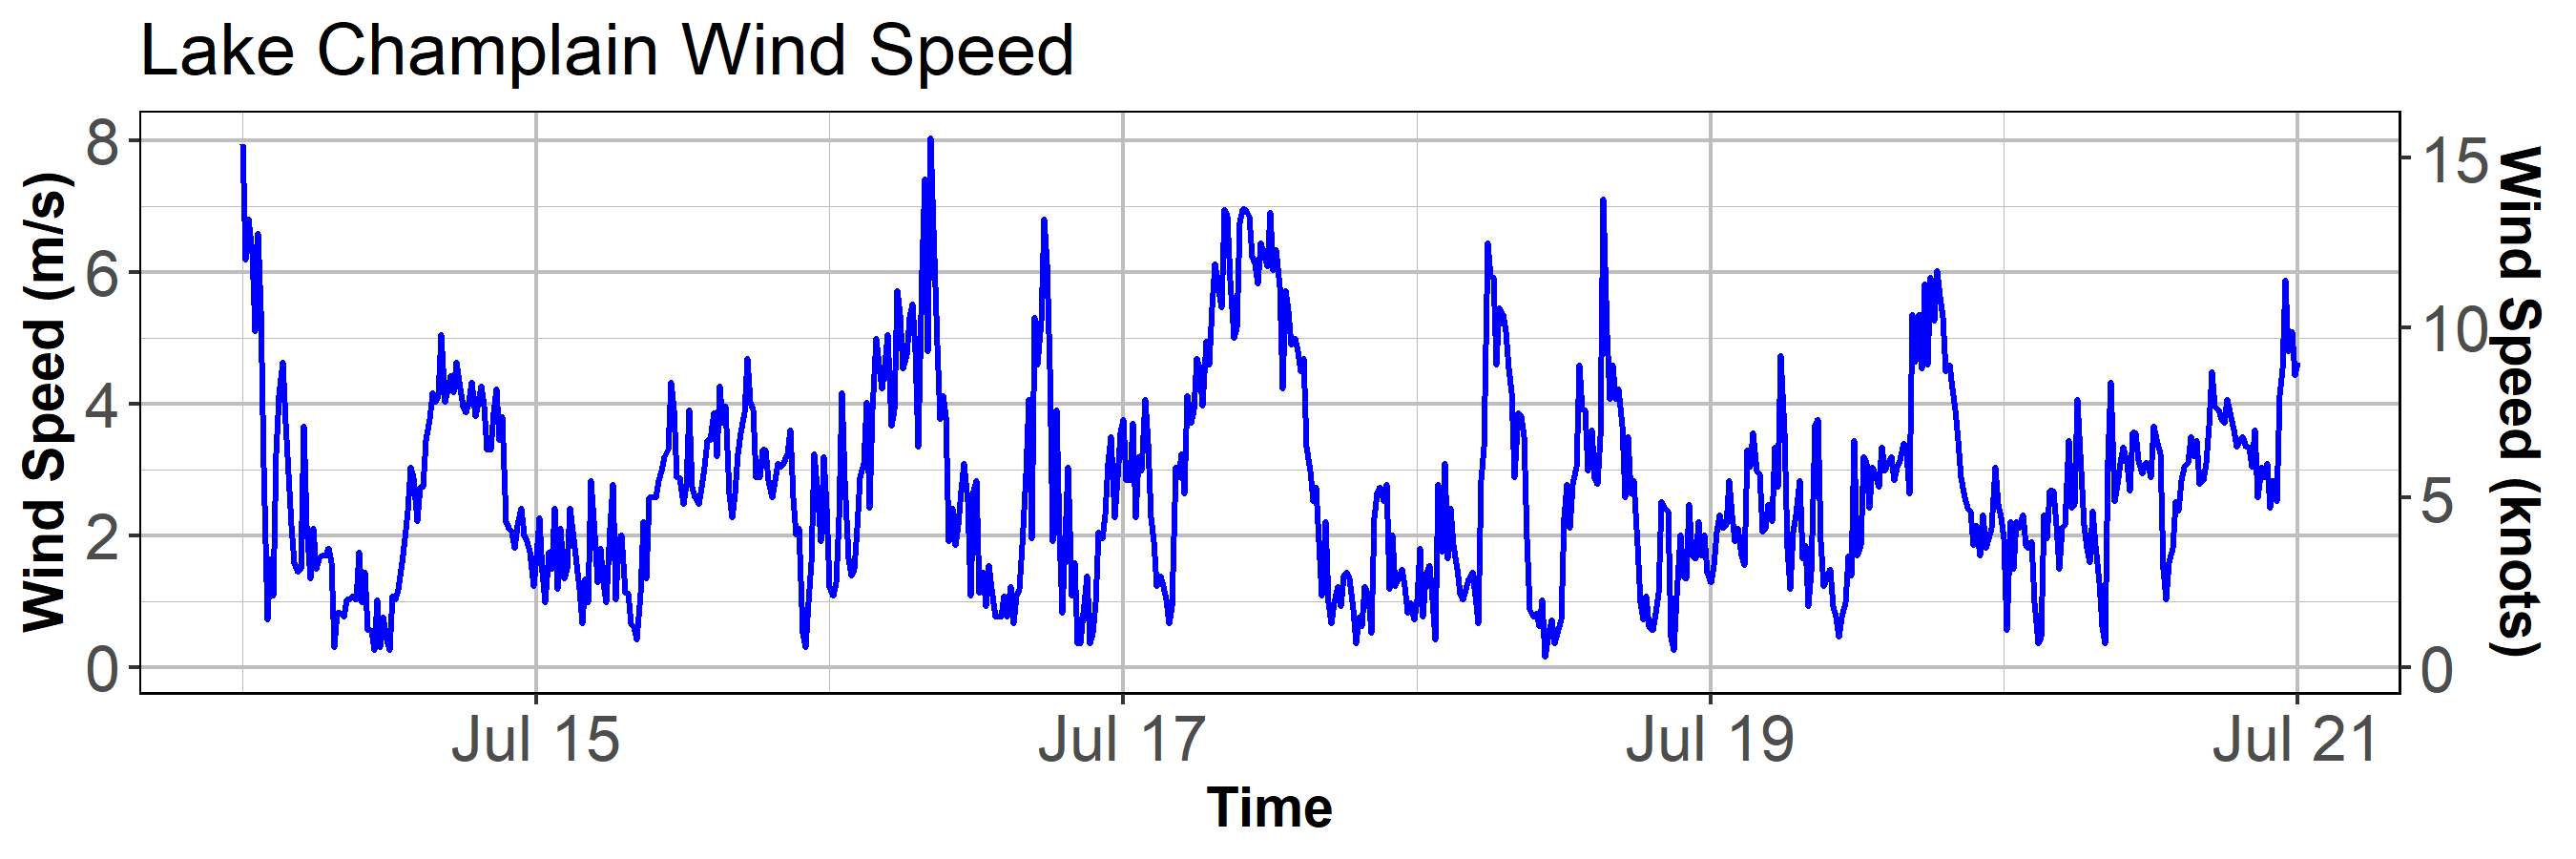 Lake Champlain Wind Speed
Wind Speed (m/s)
8
6
4
2
0
15
10
5
0
Wind Speed (knots)
Jul 15
Jul 17
Jul 19
Jul 21
Time